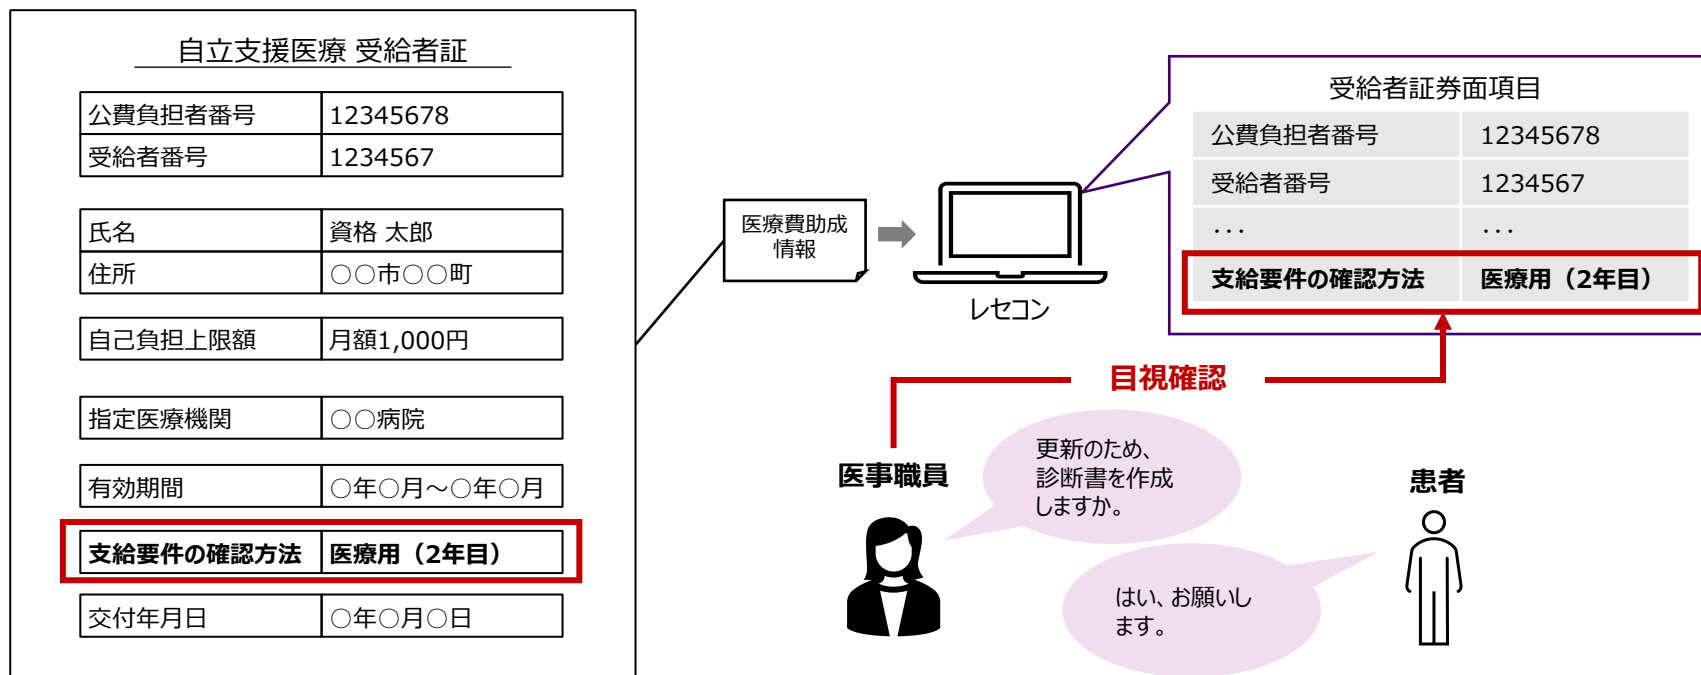 自立支援医療 受給者証
公費負担者番号 12345678
受給者番号 1234567
氏名 資格 太郎
住所 ○○市○○町
自己負担上限額 月額1,000円
指定医療機関 ○○病院
有効期間 ○年○月～○年○月
支給要件の確認方法 医療用（2年目）
交付年月日 ○年○月○日
医療費助成
情報
レセコン
受給者証券面項目
公費負担者番号 12345678
受給者番号 1234567
･･･ ･･･
支給要件の確認方法 医療用（2年目）
目視確認
医事職員
更新のため、
診断書を作成
しますか。
患者
はい、お願いし
ます。